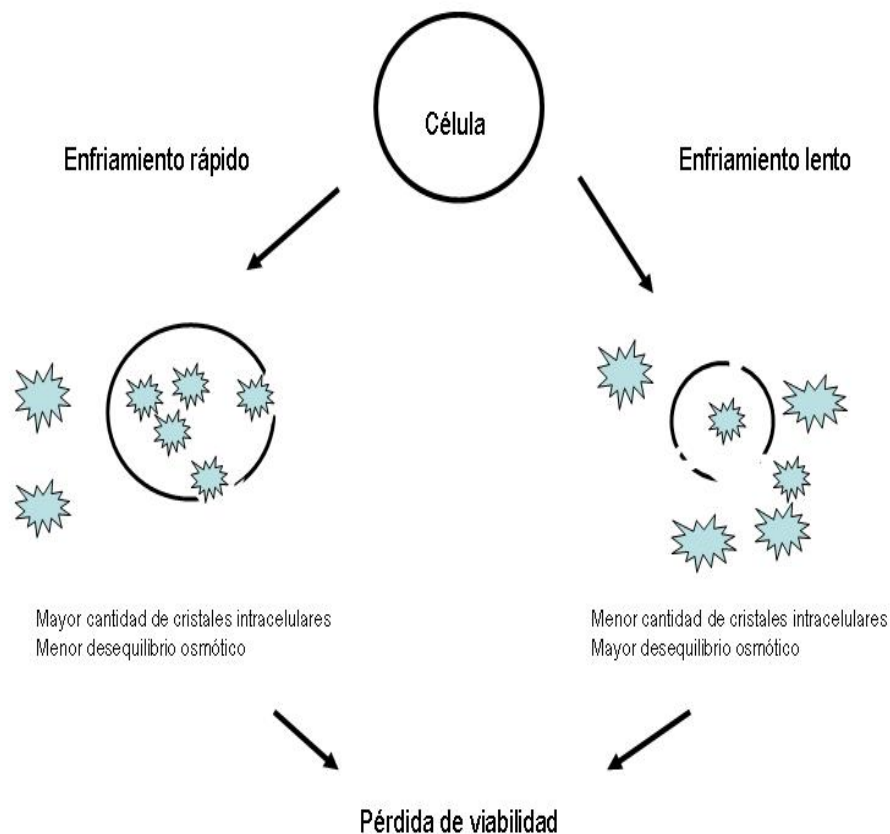 Célula
Enfriamiento rápido
Enfriamiento lento
Mayor cantidad de cristales intracelulares
Menor desequilibrio osmótico
Menor cantidad de cristales intracelulares
Mayor desequilibrio osmótico
Pérdida de viabilidad